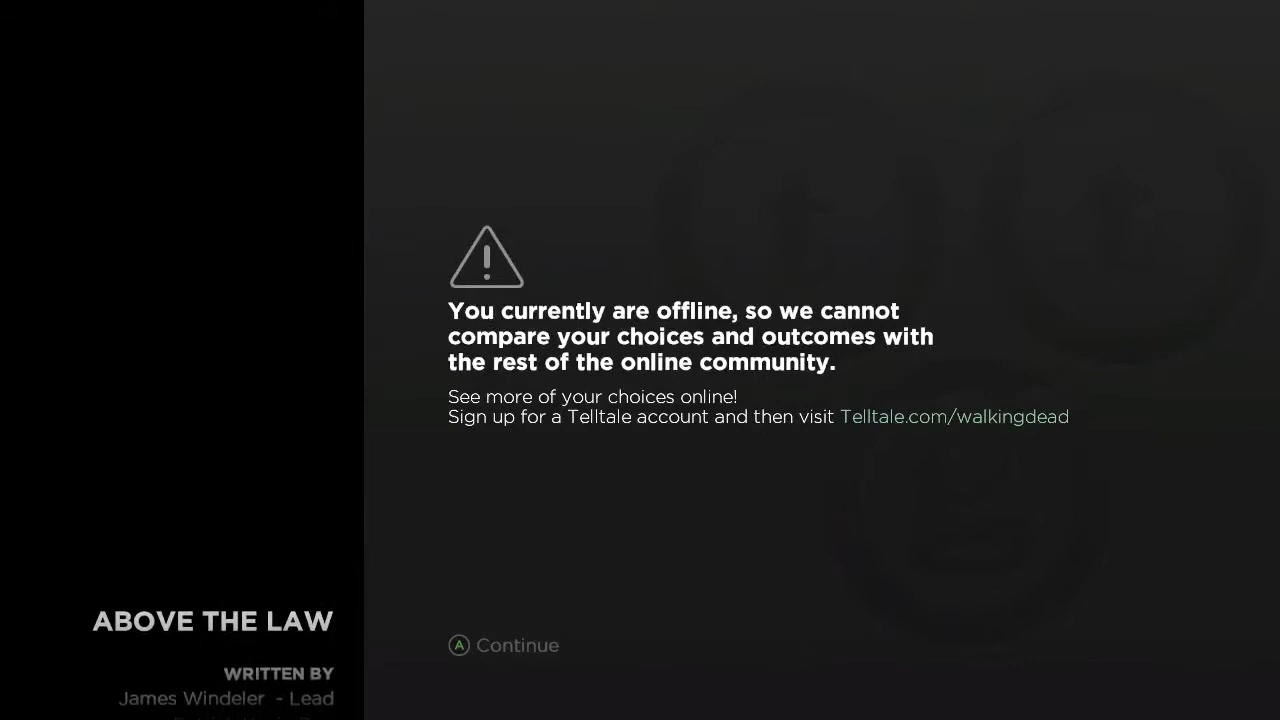 You currently are offline, so we cannot
compare your choices and outcomes with
the rest of the online community.
See more of your choices online!
Sign up for a Telltale account and then visit Telltale.com/walkingdead
A Continue
ABOVE THE LAW
WRITTEN BY
James Windeler - Lead